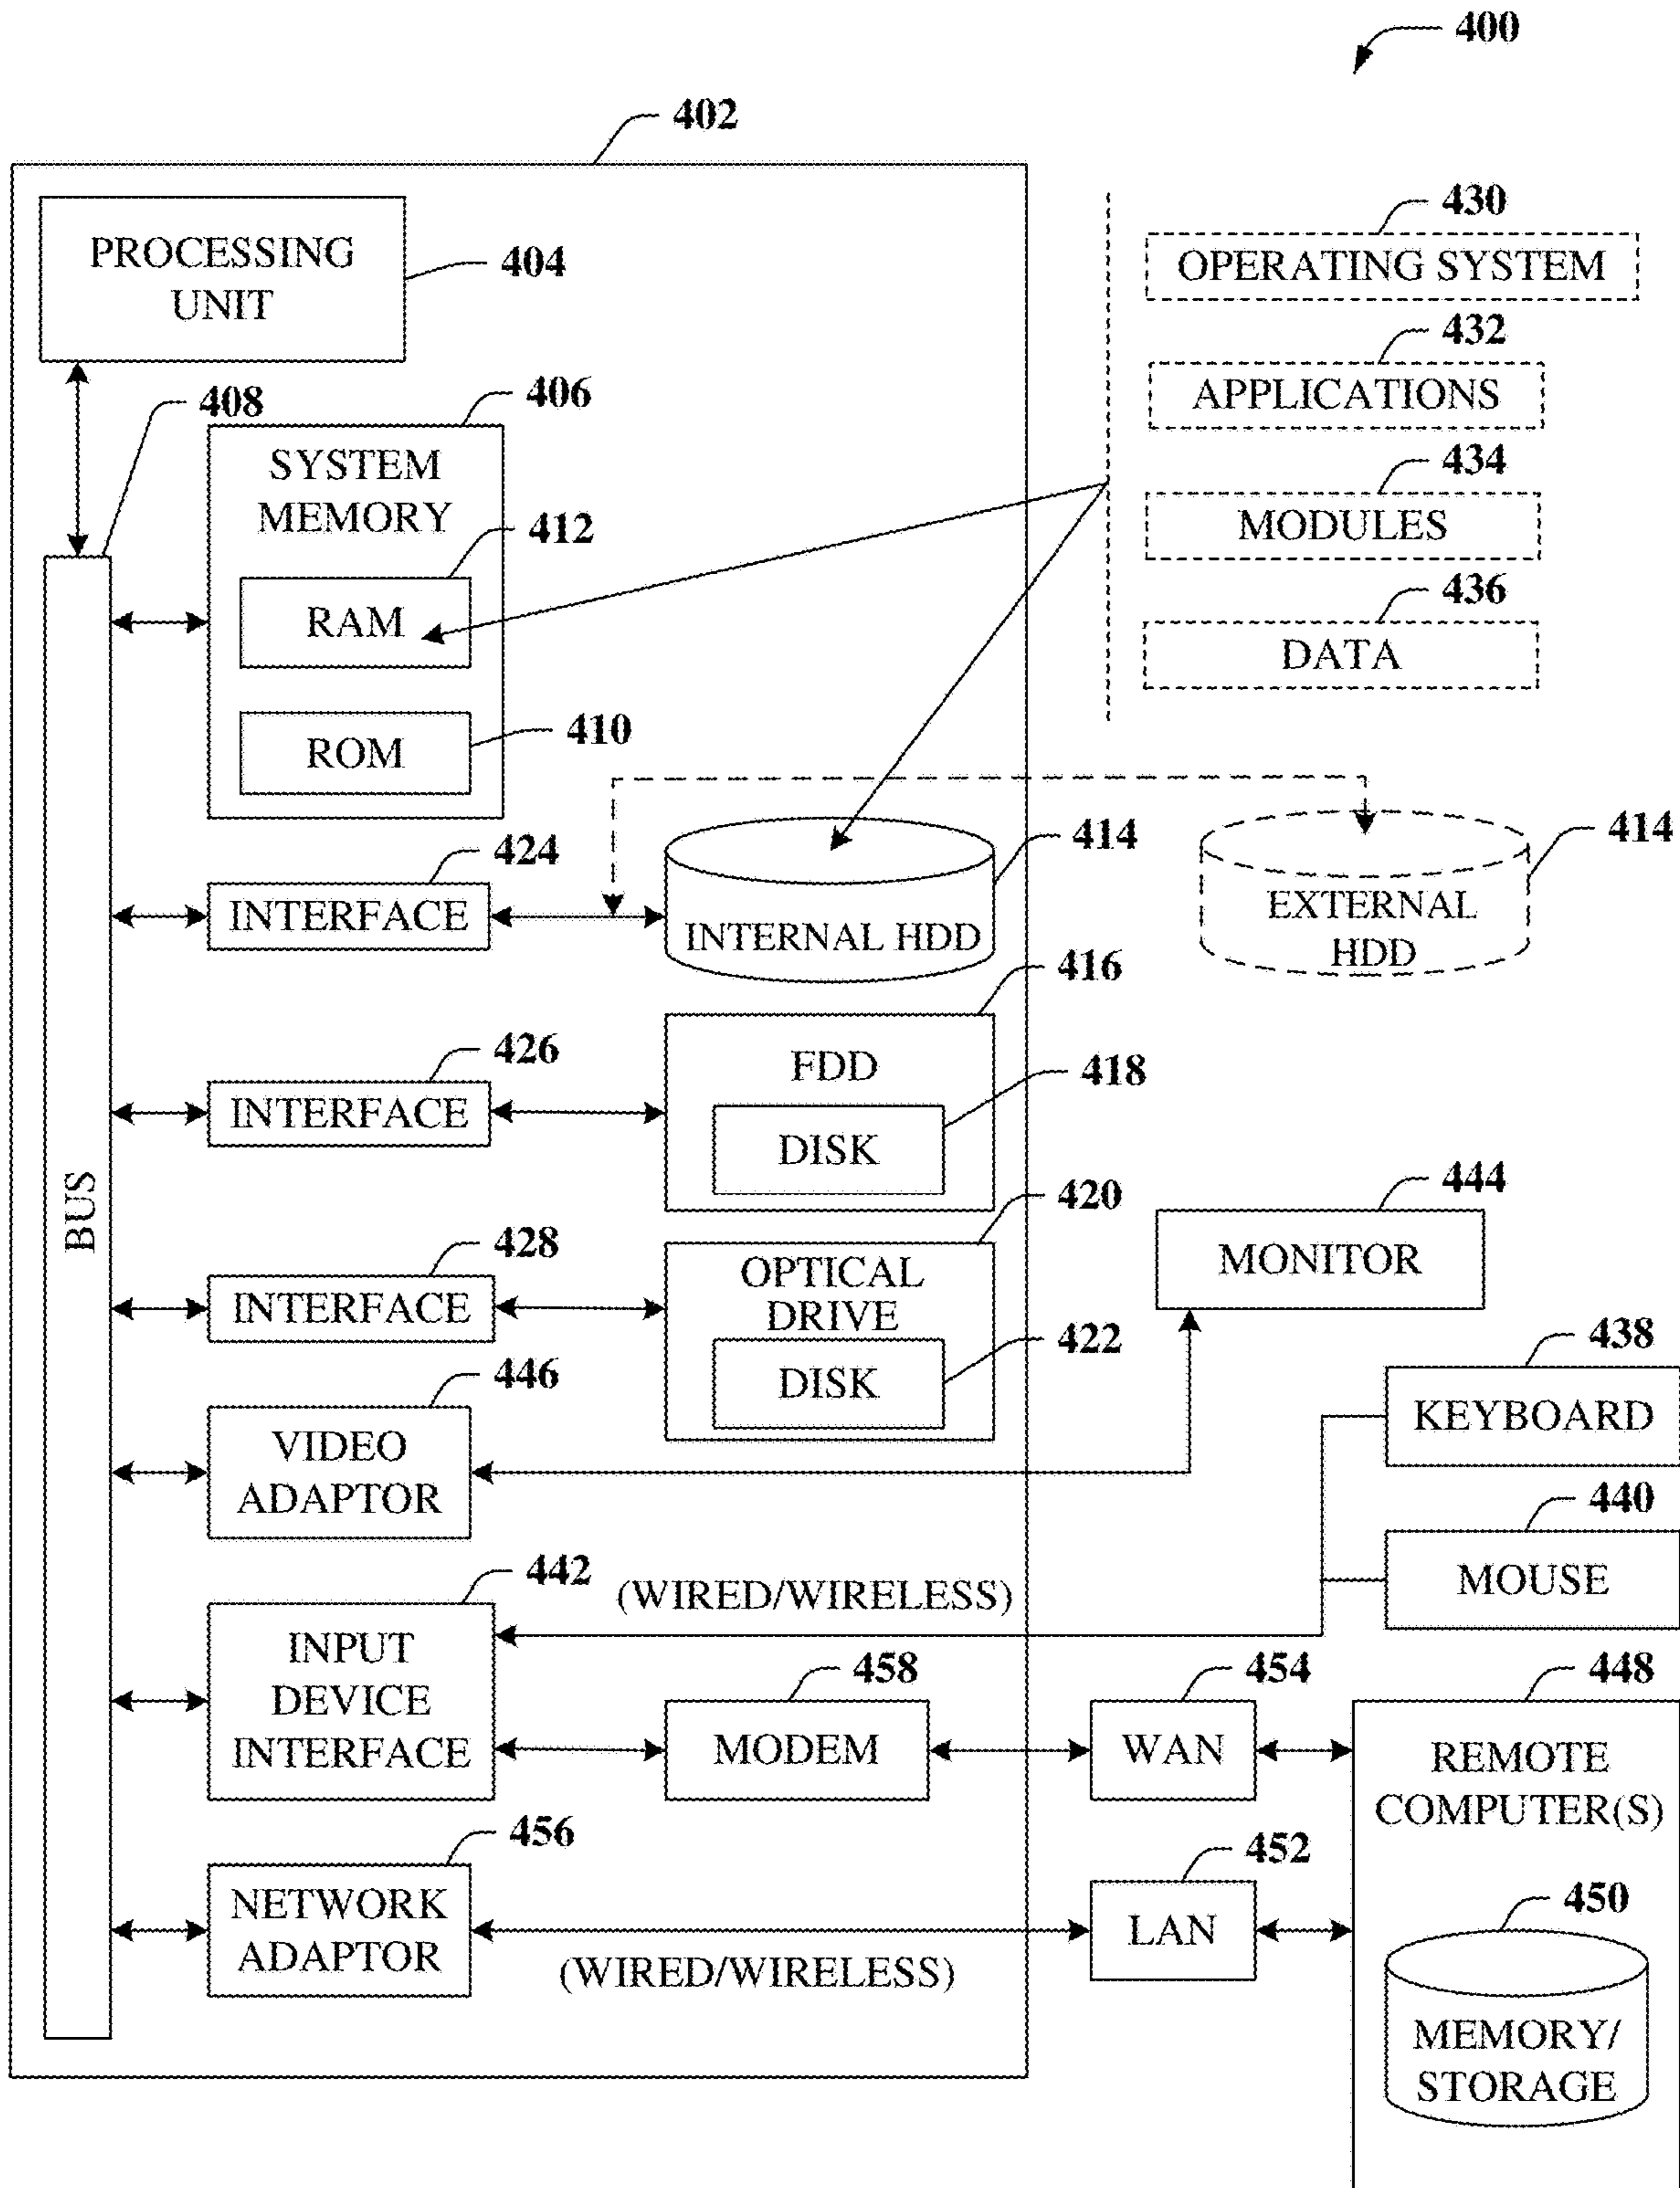 400
402
PROCESSING
UNIT
404
430
OPERATING SYSTEM
432
APPLICATIONS
434
MODULES
436
DATA
408
406
SYSTEM
MEMORY
412
RAM
410
ROM
424
INTERFACE
414
INTERNAL HDD
414
EXTERNAL
HDD
416
FDD
418
DISK
426
INTERFACE
BUS
420
OPTICAL
DRIVE
422
DISK
428
INTERFACE
444
MONITOR
438
KEYBOARD
446
VIDEO
ADAPTOR
440
MOUSE
442
INPUT
DEVICE
INTERFACE
(WIRED/WIRELESS)
458
MODEM
454
WAN
448
REMOTE
COMPUTER(S)
456
NETWORK
ADAPTOR
(WIRED/WIRELESS)
452
LAN
450
MEMORY/
STORAGE